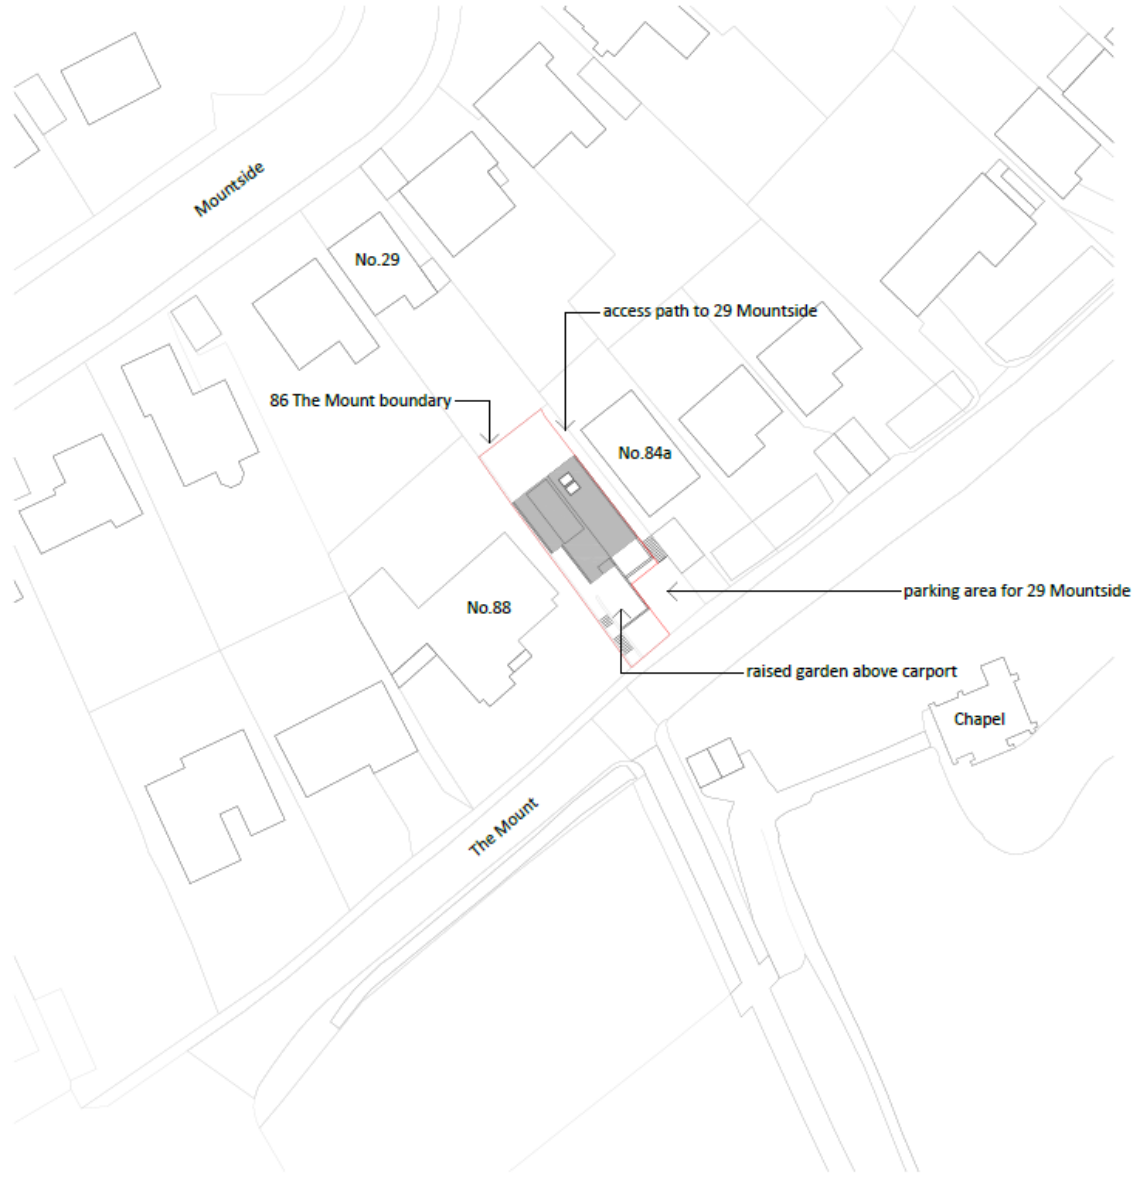 Mountside
No.29
access path to 29 Mountside
86 The Mount boundary
No.84a
parking area for 29 Mountside
No.88
raised garden above carport
Chapel
The Mount